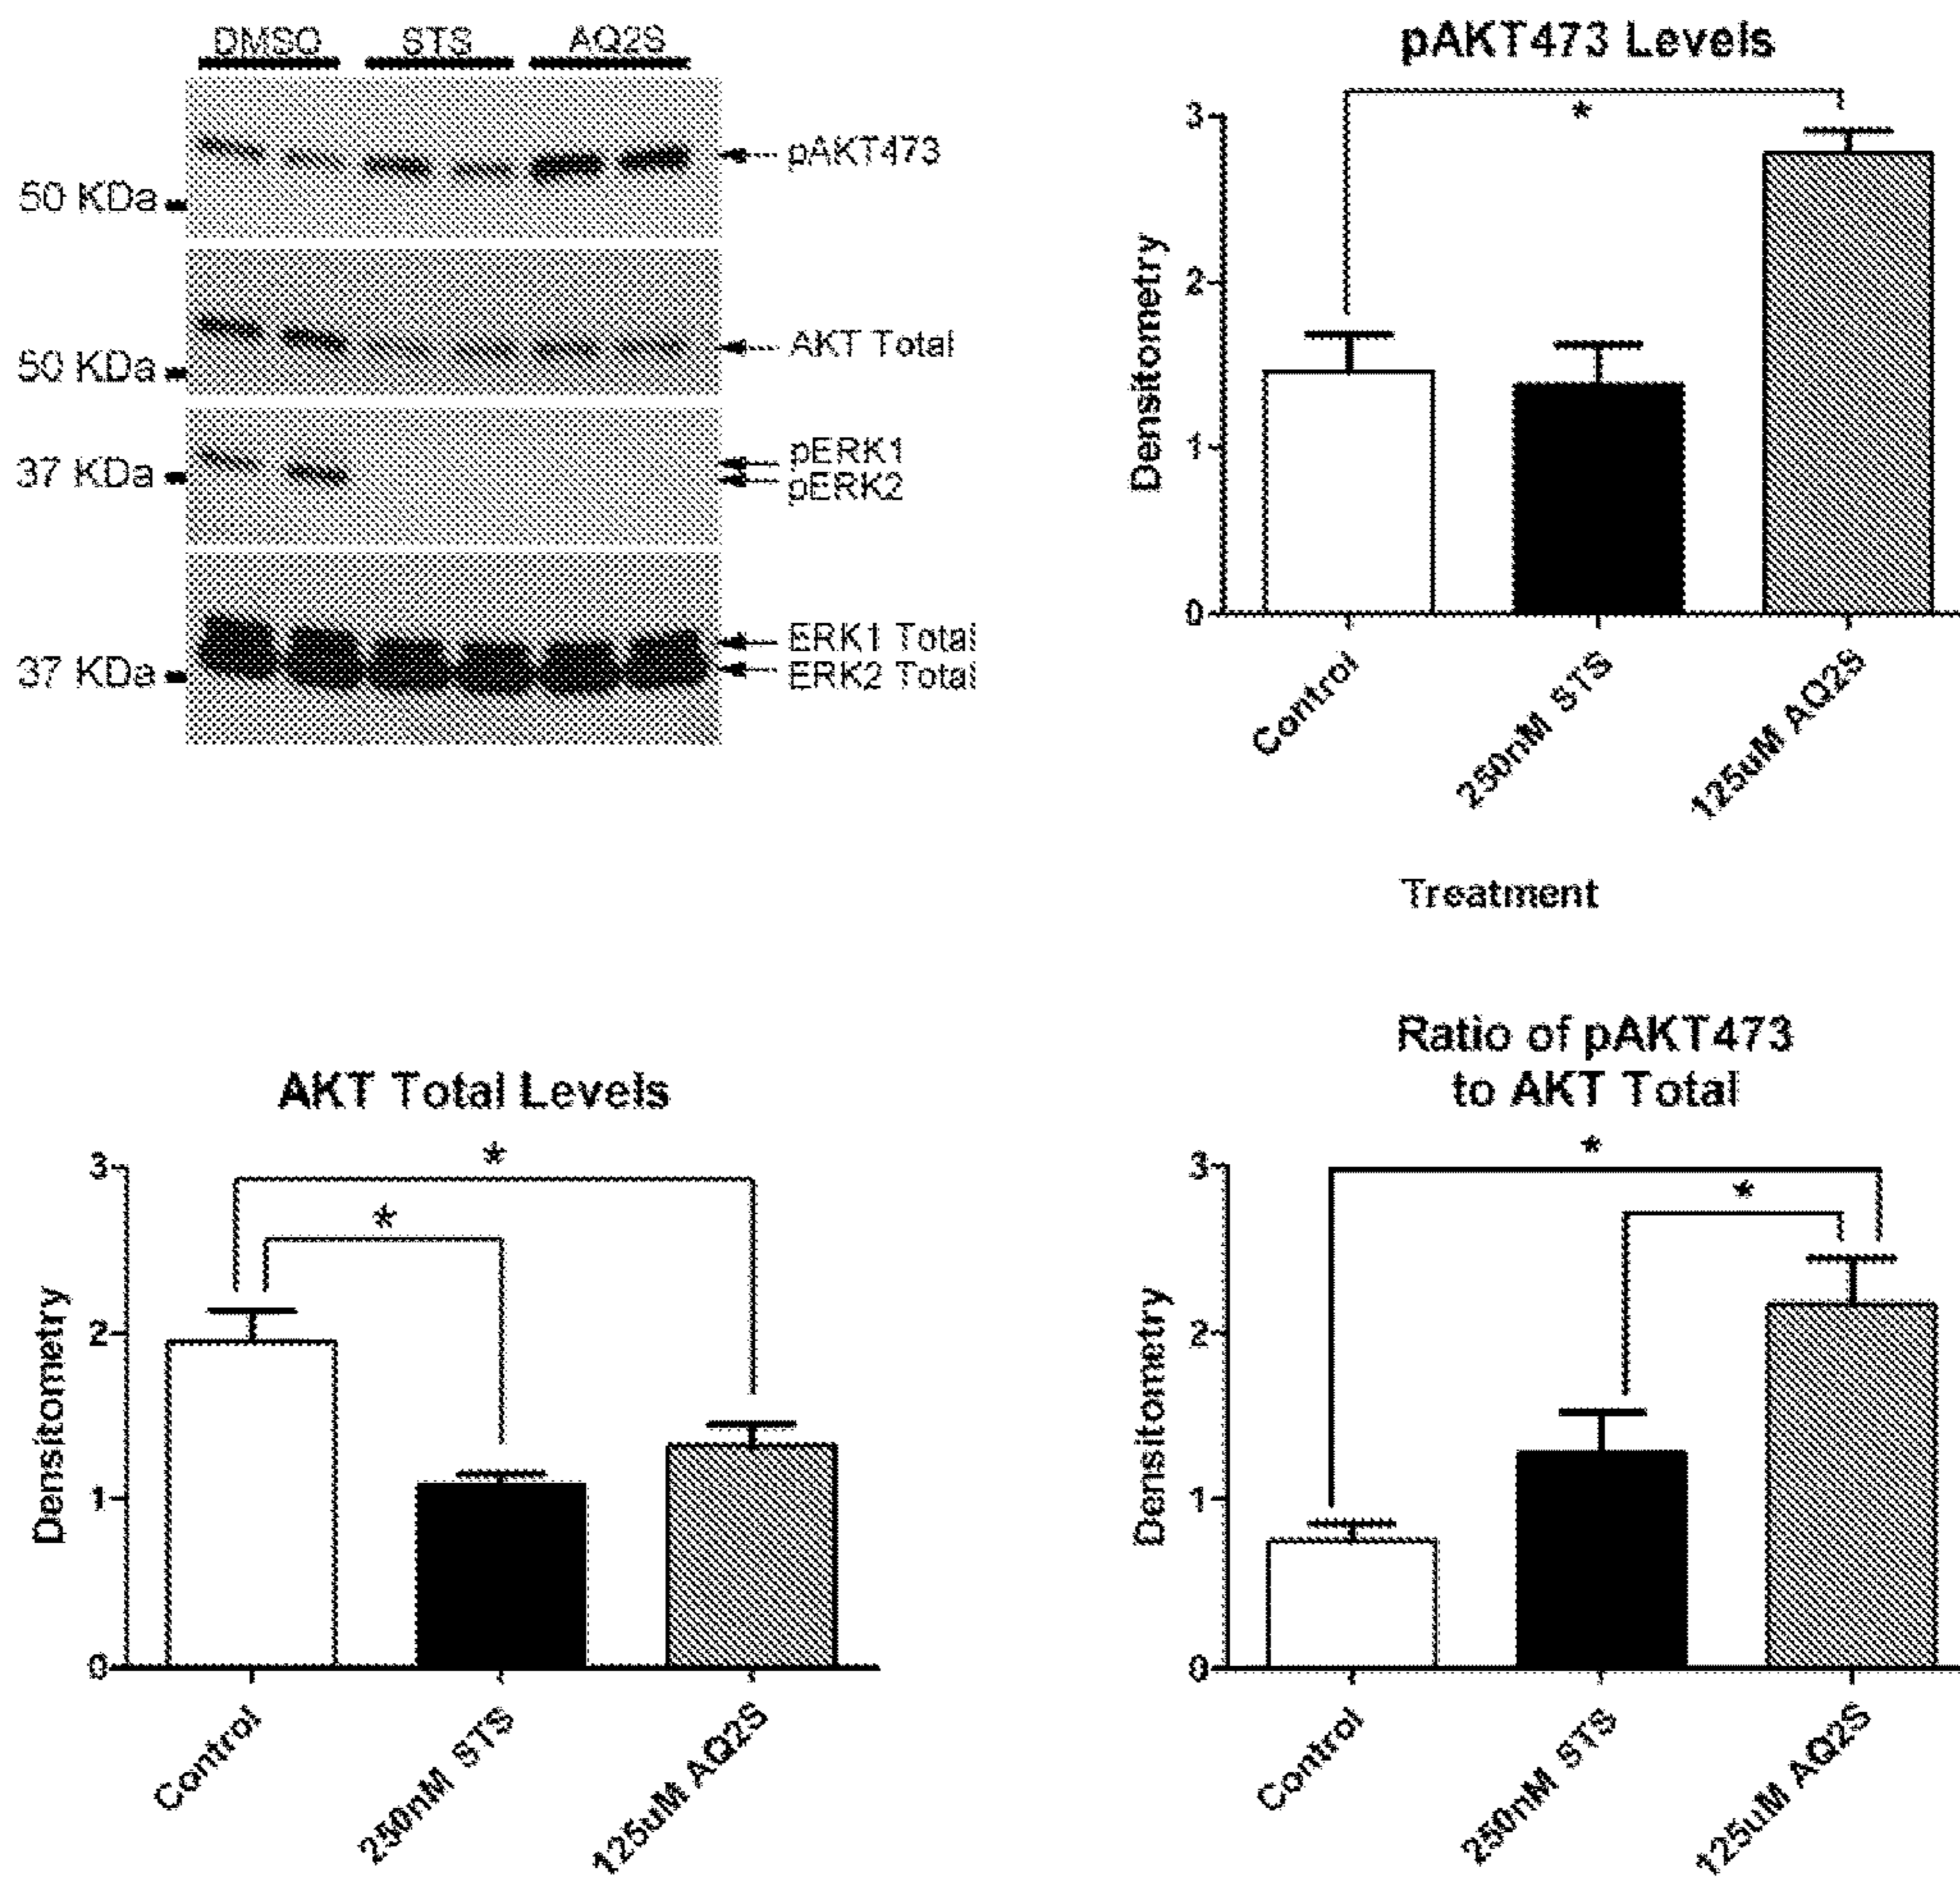 DMSO STS AQ2S
pAKT473
50 KDa
AKT Total
50 KDa
pERK1
37 KDa
pERK2
ERK1 Total
37 KDa
ERK2 Total
pAKT473 Levels
*
3
2
1
0
Densitometry
Control
250nM STS
125uM AQ2S
Treatment
AKT Total Levels
*
*
3
2
1
0
Densitometry
Control
250nM STS
125uM AQ2S
Ratio of pAKT473
to AKT Total
*
*
3
2
1
0
Densitometry
Control
250nM STS
125uM AQ2S